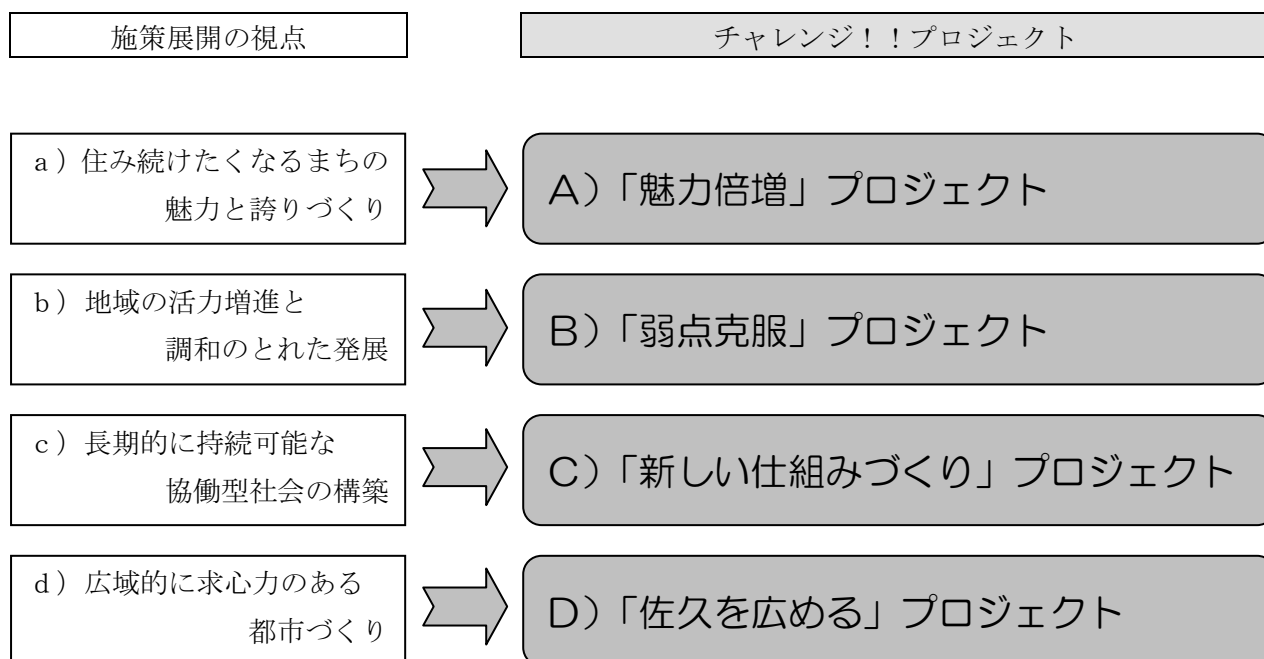 施策展開の視点
チャレンジ！！プロジェクト
a）住み続けたくなるまちの
魅力と誇りづくり
A）「魅力倍増」プロジェクト
b）地域の活力増進と
調和のとれた発展
B）「弱点克服」プロジェクト
c）長期的に持続可能な
協働型社会の構築
C）「新しい仕組みづくり」プロジェクト
d）広域的に求心力のある
都市づくり
D）「佐久を広める」プロジェクト